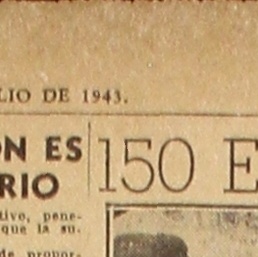 LIO DE 1943.
ON ES
RIO
150 E
tivo, pene-
que la su-
de propor-